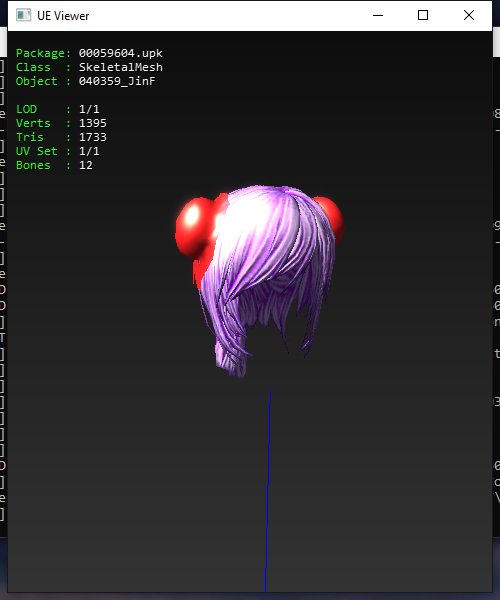 UE Viewer
Package: 00059604.upk
Class : SkeletalMesh
Object : 040359_JinF
LOD : 1/1
Verts : 1395
Tris : 1733
UV Set : 1/1
Bones : 12